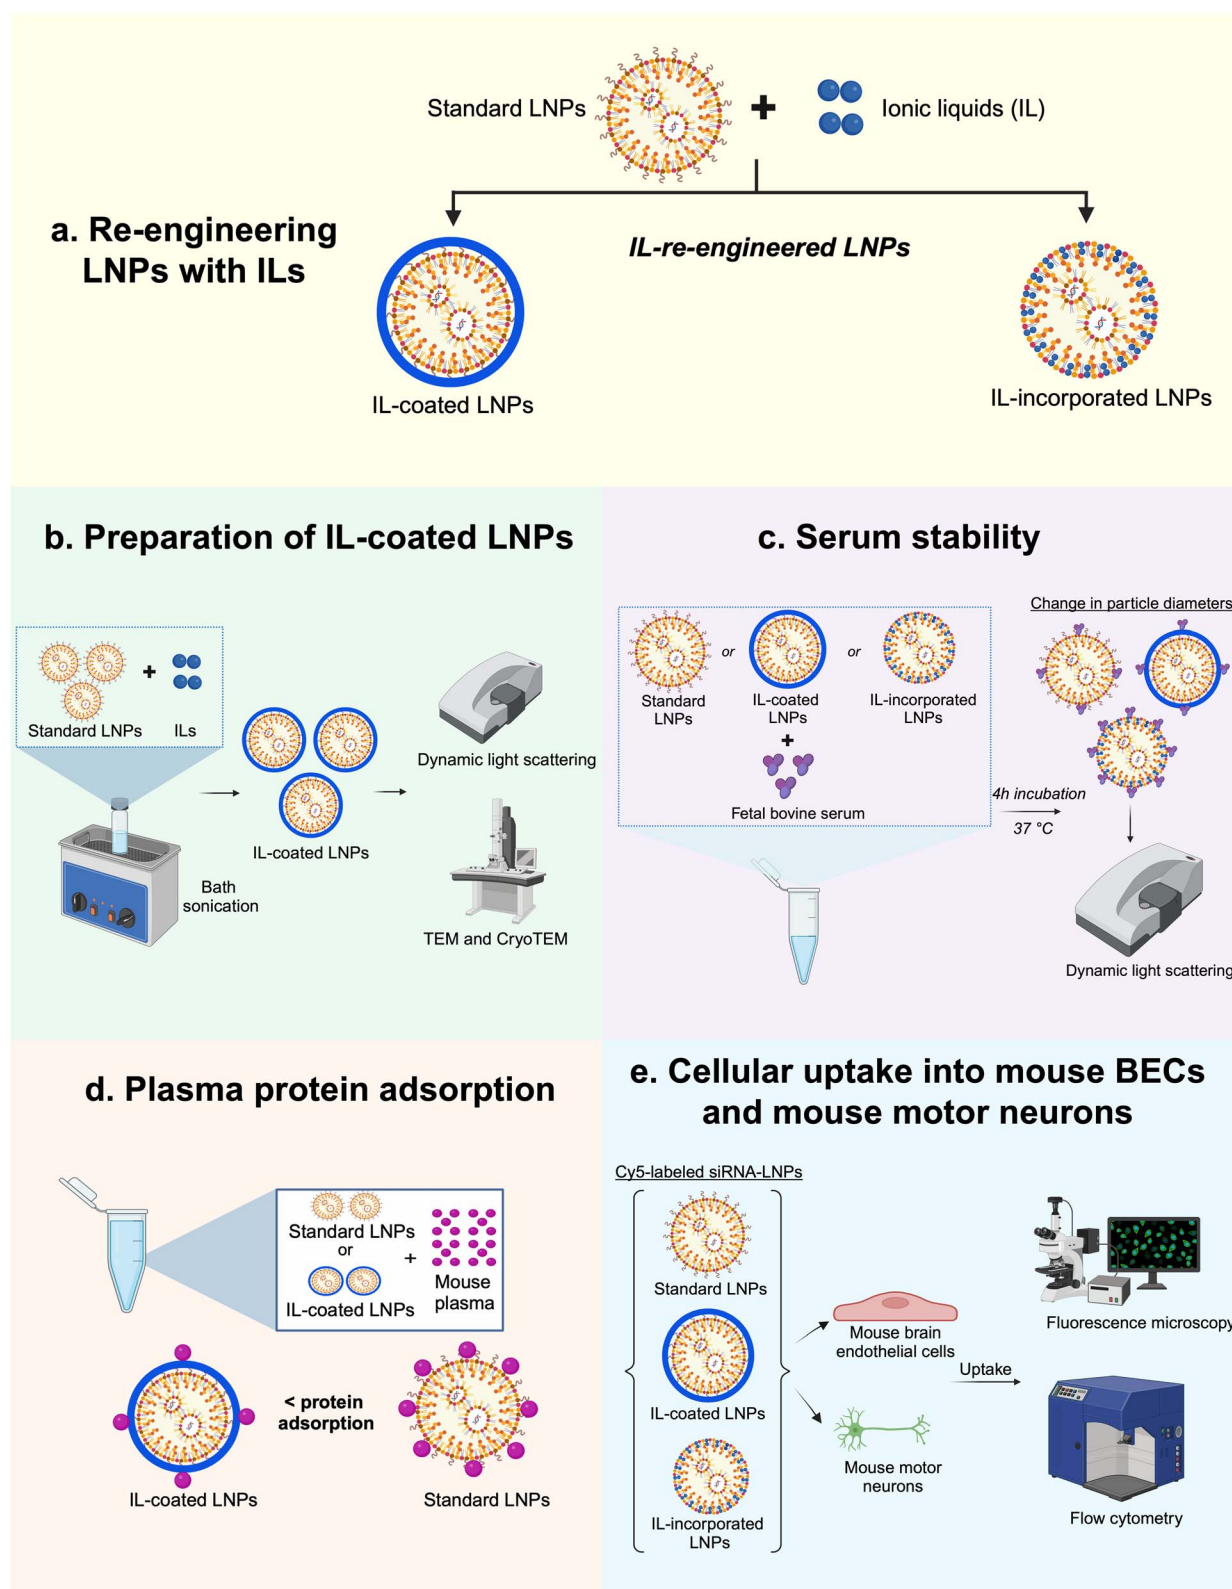 Standard LNPs
+
Ionic liquids (IL)
a. Re-engineering
LNPs with ILs
IL-re-engineered LNPs
IL-coated LNPs
IL-incorporated LNPs
b. Preparation of IL-coated LNPs
+
Standard LNPs
ILs
Bath
sonication
IL-coated LNPs
Dynamic light scattering
TEM and CryoTEM
c. Serum stability
Standard
LNPs
or
IL-coated
LNPs
or
IL-incorporated
LNPs
+
Fetal bovine serum
4h incubation
37 °C
Change in particle diameters
Dynamic light scattering
d. Plasma protein adsorption
Standard LNPs
or
IL-coated LNPs
+
Mouse
plasma
IL-coated LNPs
< protein
adsorption
Standard LNPs
e. Cellular uptake into mouse BECs
and mouse motor neurons
Cy5-labeled siRNA-LNPs
Standard LNPs
IL-coated LNPs
IL-incorporated
LNPs
Mouse brain
endothelial cells
Mouse motor
neurons
Uptake
Fluorescence microscopy
Flow cytometry